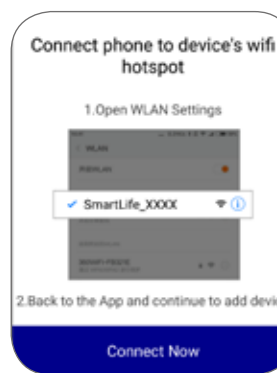 Connect phone to device's wifi
hotspot
1.Open WLAN Settings
WLAN
SmartLife_XXXX
2.Back to the App and continue to add devi
Connect Now